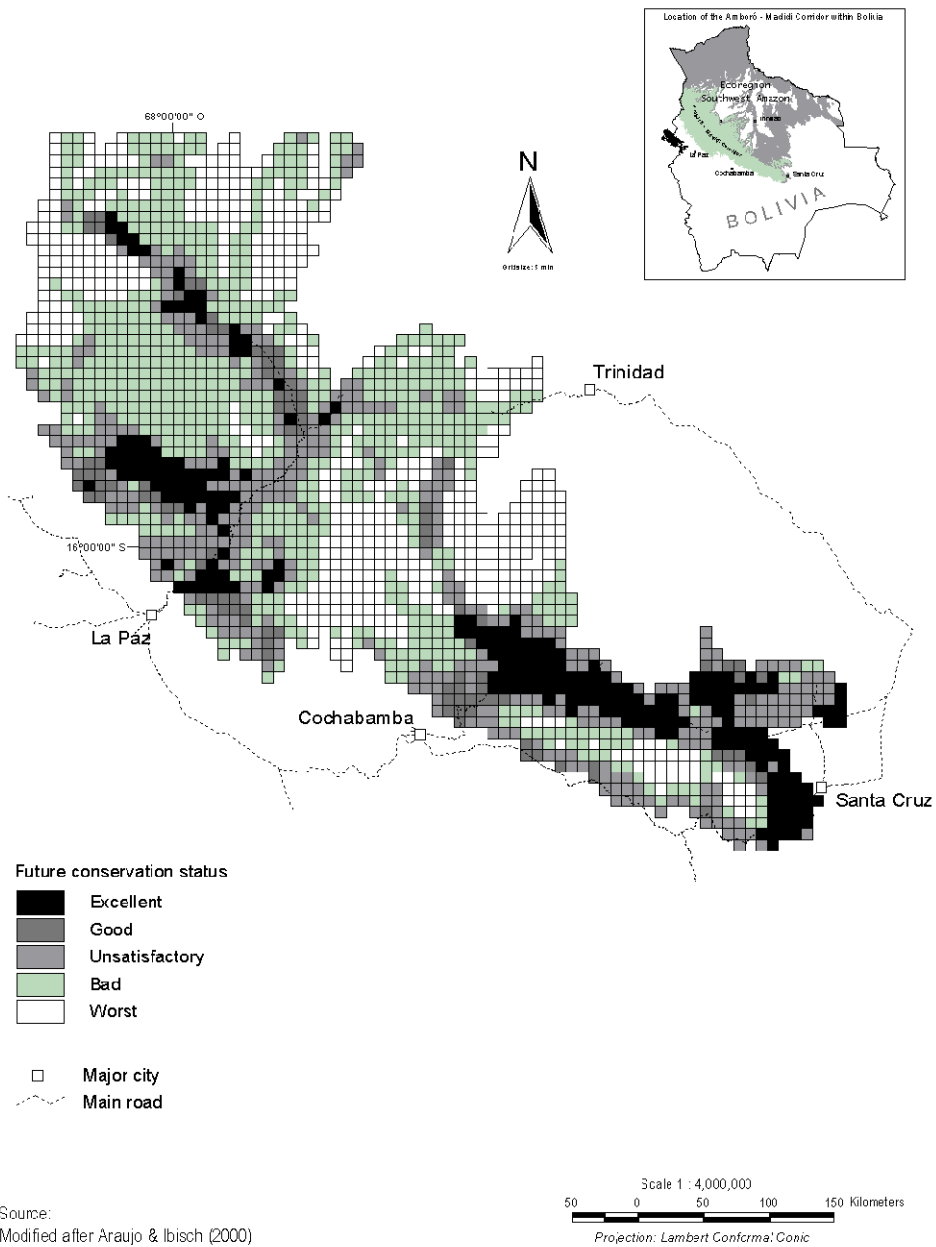 Location of the Amboró - Madidi Corridor within Bolivia
Ecoregion
Southwest Amazon
Trinidad
La Paz
Cochabamba
Santa Cruz
BOLIVIA
68°00'00" O
N
Gridsize: 5 min
Trinidad
16°00'00" S
La Paz
Cochabamba
Santa Cruz
Future conservation status
Excellent
Good
Unsatisfactory
Bad
Worst
Major city
Main road
Scale 1 : 4,000,000
50 0 50 100 150 Kilometers
Projection: Lambert Conformal Conic
Source:
Modified after Araujo & Ibisch (2000)